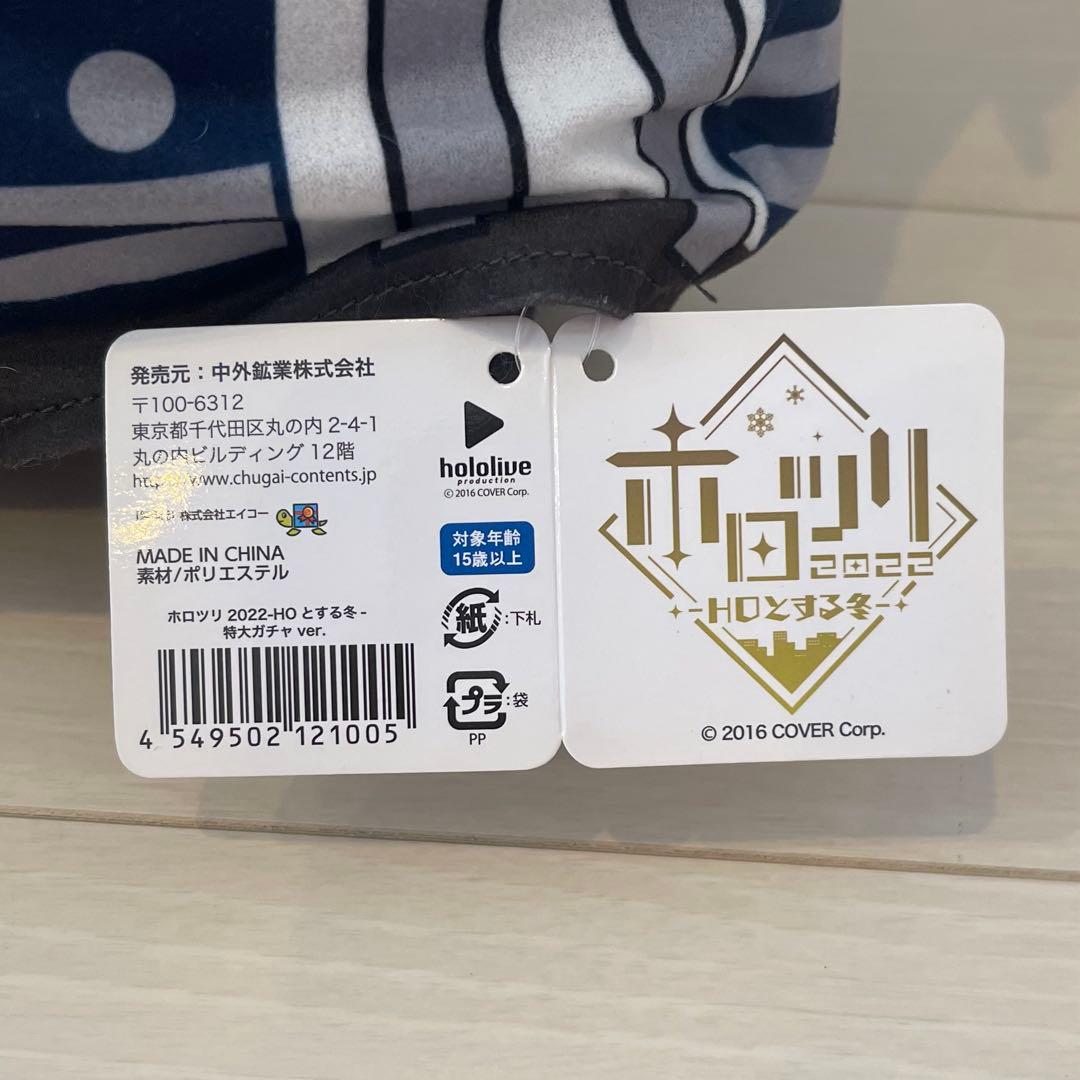 発売元：中外鉱業株式会社
〒100-6312
東京都千代田区丸の内 2-4-1
丸の内ビルディング 12階
www.chugai-contents.jp
株式会社エイコー
MADE IN CHINA
素材/ポリエステル
ホロツリ 2022-HO とする冬-
特大ガチャ ver.
4 549502 121005
hololive
production
© 2016 COVER Corp.
対象年齢
15歳以上
紙:下札
プラ:袋
PP
ホロツリ
2022
-HOとする冬-
© 2016 COVER Corp.